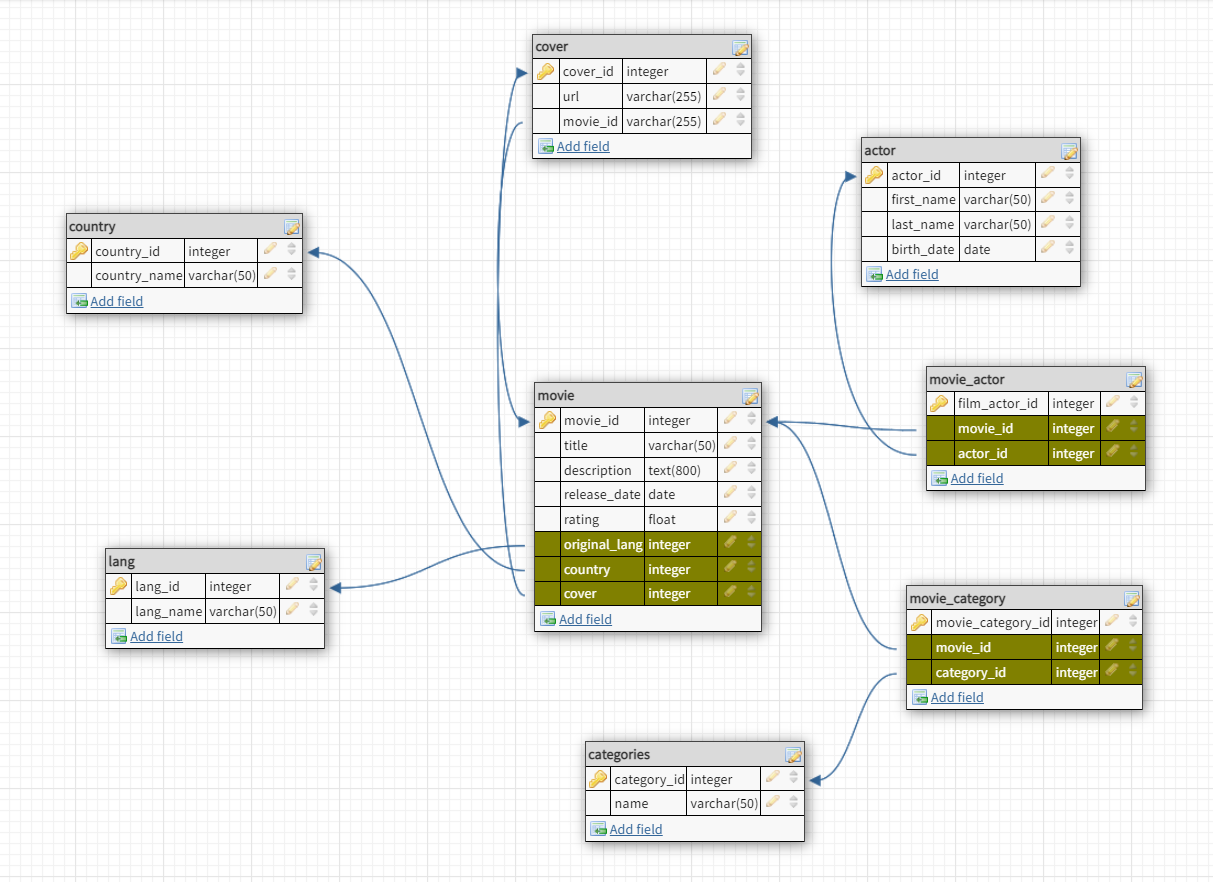 cover
cover_id integer
url varchar(255)
movie_id varchar(255)
Add field
actor
actor_id integer
first_name varchar(50)
last_name varchar(50)
birth_date date
Add field
country
country_id integer
country_name varchar(50)
Add field
movie
movie_id integer
title varchar(50)
description text(800)
release_date date
rating float
original_lang integer
country integer
cover integer
Add field
movie_actor
film_actor_id integer
movie_id integer
actor_id integer
Add field
lang
lang_id integer
lang_name varchar(50)
Add field
movie_category
movie_category_id integer
movie_id integer
category_id integer
Add field
categories
category_id integer
name varchar(50)
Add field